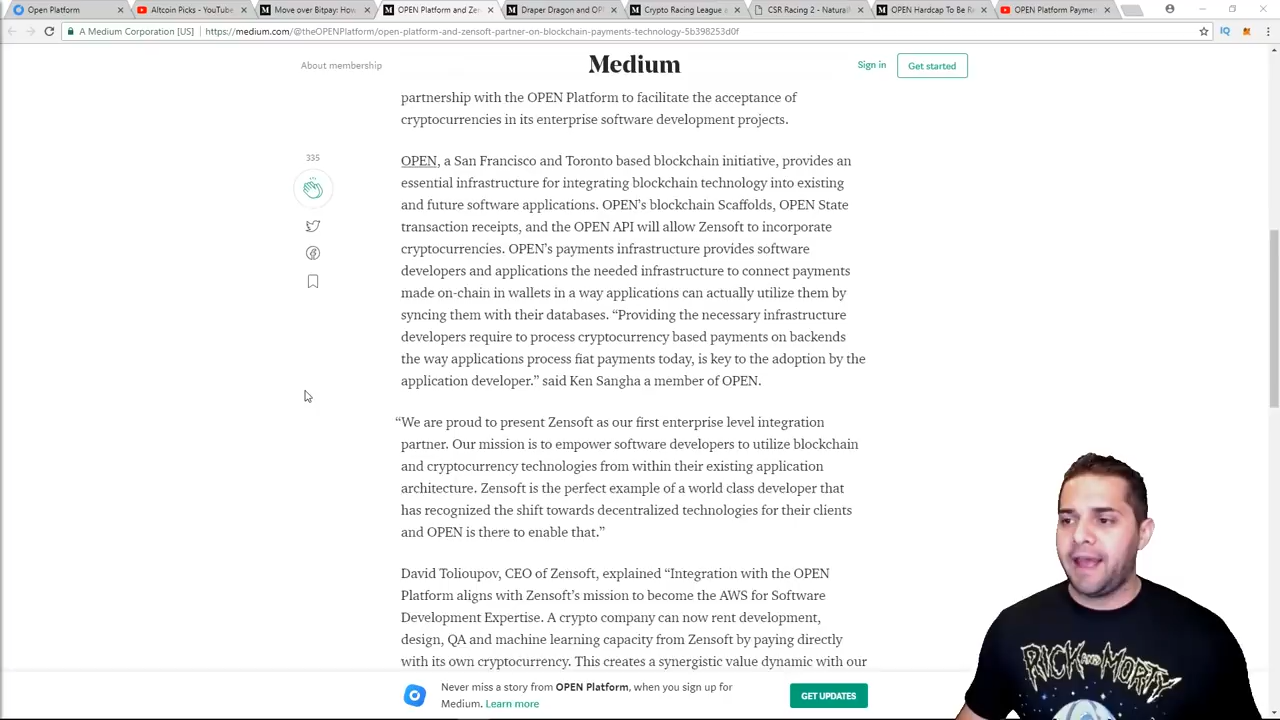 Open Platform
Altcoin Picks - YouTube
Move over Bitpay: How
OPEN Platform and Zen
Draper Dragon and OP
Crypto Racing League a
CSR Racing 2 - Natural
OPEN Hardcap To Be R
OPEN Platform Paymen
A Medium Corporation [US]
https://medium.com/@theOPENPlatform/open-platform-and-zensoft-partner-on-blockchain-payments-technology-5b398253d0f
IQ
About membership
Medium
Sign in
Get started
partnership with the OPEN Platform to facilitate the acceptance of
cryptocurrencies in its enterprise software development projects.
335
OPEN, a San Francisco and Toronto based blockchain initiative, provides an
essential infrastructure for integrating blockchain technology into existing
and future software applications. OPEN's blockchain Scaffolds, OPEN State
transaction receipts, and the OPEN API will allow Zensoft to incorporate
cryptocurrencies. OPEN's payments infrastructure provides software
developers and applications the needed infrastructure to connect payments
made on-chain in wallets in a way applications can actually utilize them by
syncing them with their databases. “Providing the necessary infrastructure
developers require to process cryptocurrency based payments on backends
the way applications process fiat payments today, is key to the adoption by the
application developer.” said Ken Sangha a member of OPEN.
“We are proud to present Zensoft as our first enterprise level integration
partner. Our mission is to empower software developers to utilize blockchain
and cryptocurrency technologies from within their existing application
architecture. Zensoft is the perfect example of a world class developer that
has recognized the shift towards decentralized technologies for their clients
and OPEN is there to enable that.”
David Tolioupov, CEO of Zensoft, explained “Integration with the OPEN
Platform aligns with Zensoft's mission to become the AWS for Software
Development Expertise. A crypto company can now rent development,
design, QA and machine learning capacity from Zensoft by paying directly
with its own cryptocurrency. This creates a synergistic value dynamic with our
Never miss a story from OPEN Platform, when you sign up for
Medium. Learn more
GET UPDATES
RICK AND MORTY